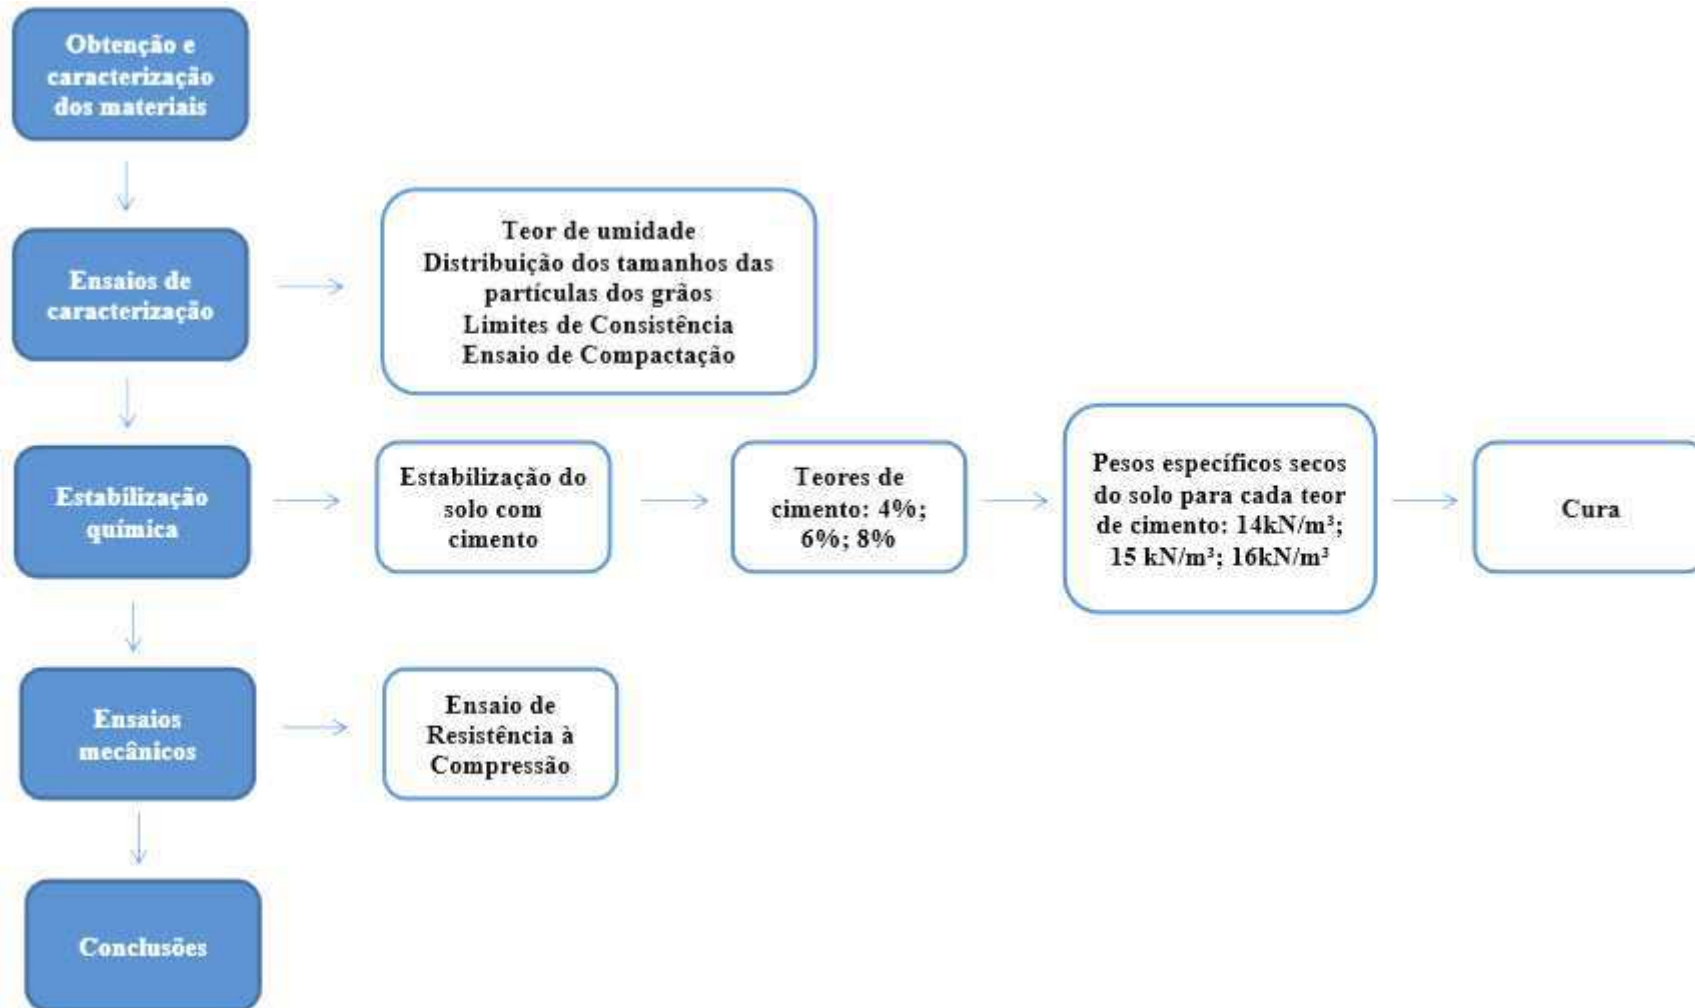 Obtenção e
caracterização
dos materiais
Ensaios de
caracterização
Teor de umidade
Distribuição dos tamanhos das
partículas dos grãos
Limites de Consistência
Ensaio de Compactação
Estabilização
química
Estabilização do
solo com
cimento
Teores de
cimento: 4%;
6%; 8%
Pesos específicos secos
do solo para cada teor
de cimento: 14kN/m³;
15 kN/m³; 16kN/m³
Cura
Ensaios
mecânicos
Ensaio de
Resistência à
Compressão
Conclusões